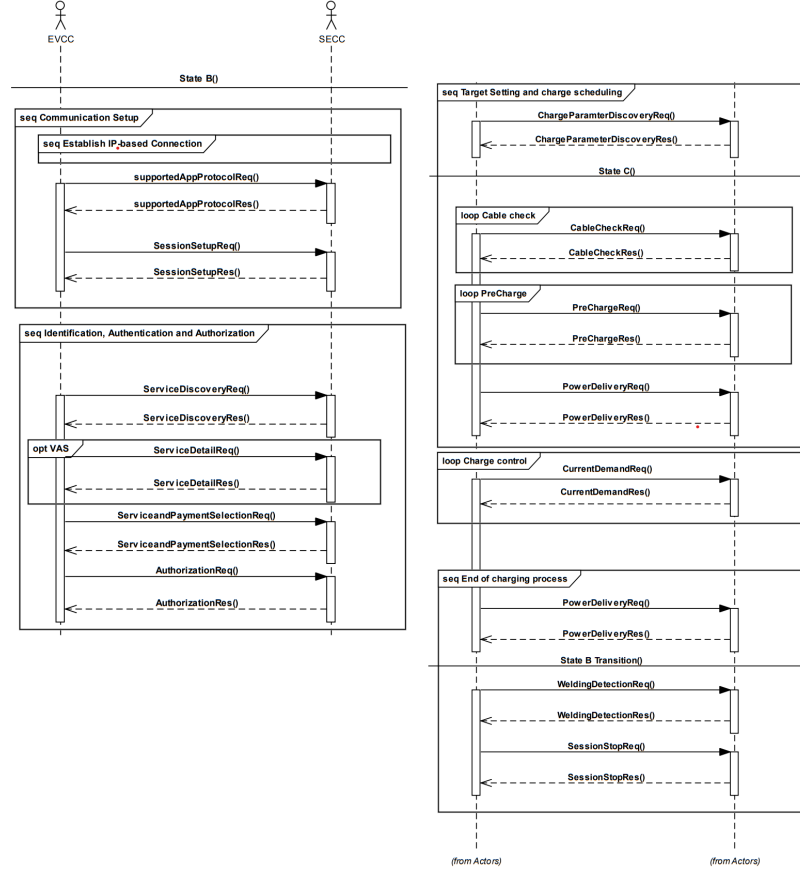 EVCC
SECC
State B()
seq Communication Setup
seq Establish IP-based Connection
supportedAppProtocolReq()
supportedAppProtocolRes()
SessionSetupReq()
SessionSetupRes()
seq Identification, Authentication and Authorization
ServiceDiscoveryReq()
ServiceDiscoveryRes()
opt VAS
ServiceDetailReq()
ServiceDetailRes()
ServiceandPaymentSelectionReq()
ServiceandPaymentSelectionRes()
AuthorizationReq()
AuthorizationRes()
seq Target Setting and charge scheduling
ChargeParamterDiscoveryReq()
ChargeParameterDiscoveryRes()
State C()
loop Cable check
CableCheckReq()
CableCheckRes()
loop PreCharge
PreChargeReq()
PreChargeRes()
PowerDeliveryReq()
PowerDeliveryRes()
loop Charge control
CurrentDemandReq()
CurrentDemandRes()
seq End of charging process
PowerDeliveryReq()
PowerDeliveryRes()
State B Transition()
WeldingDetectionReq()
WeldingDetectionRes()
SessionStopReq()
SessionStopRes()
(from Actors)
(from Actors)